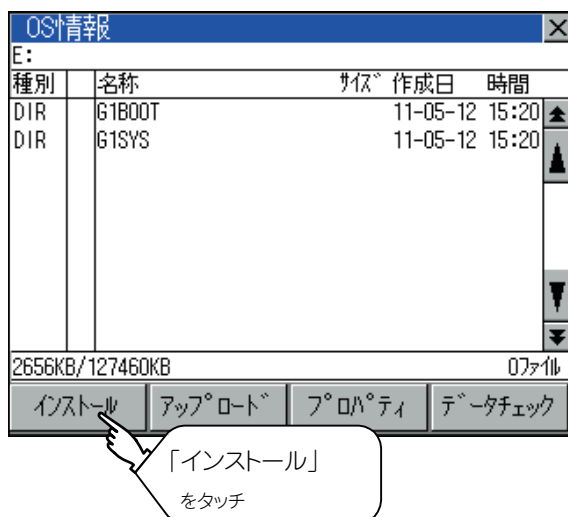 OS情報
E:
種別 名称 ｻｲｽﾞ 作成日 時間
DIR G1BOOT 11-05-12 15:20
DIR G1SYS 11-05-12 15:20
2656KB/127460KB 0ﾌｧｲﾙ
ｲﾝｽﾄｰﾙ ｱｯﾌﾟﾛｰﾄﾞ ﾌﾟﾛﾊﾟﾃｨ ﾃﾞｰﾀﾁｪｯｸ
「インストール」
をタッチ